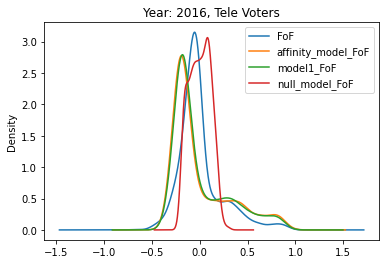 Year: 2016, Tele Voters
FoF
affinity_model_FoF
model1_FoF
null_model_FoF
Density
3.0
2.5
2.0
1.5
1.0
0.5
0.0
−1.5 −1.0 −0.5 0.0 0.5 1.0 1.5